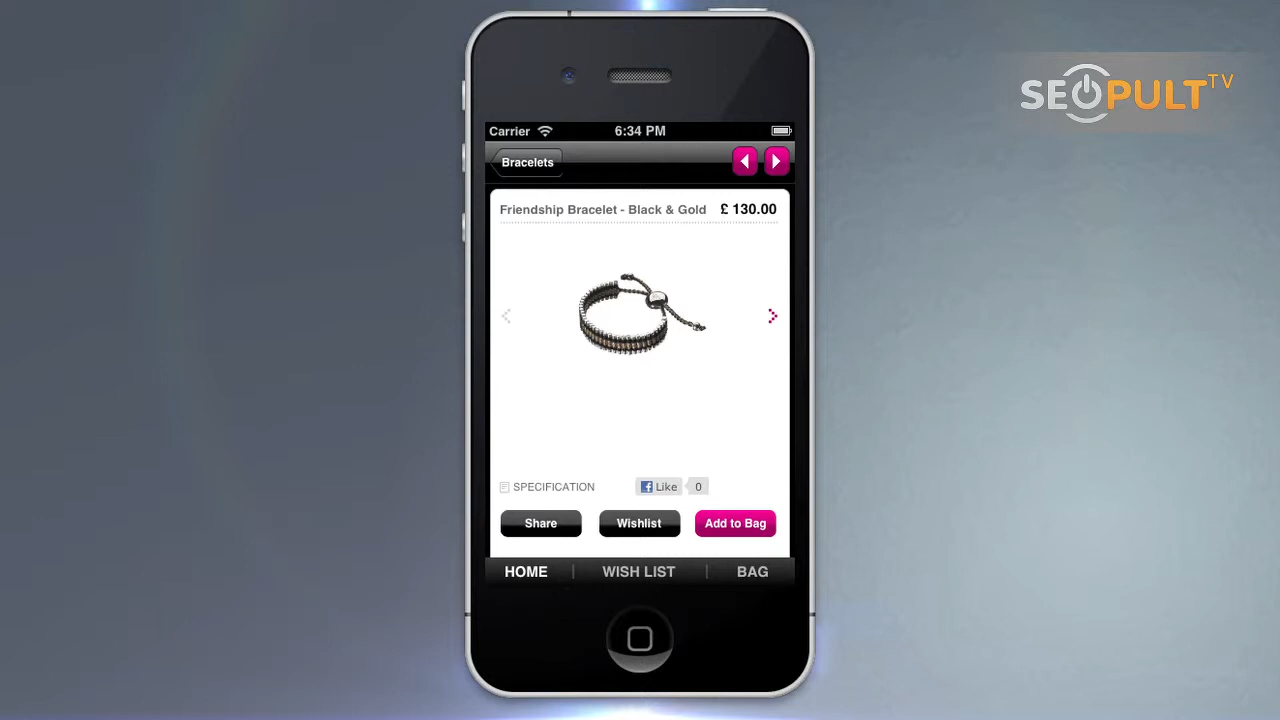 SEOPULT TV
Carrier 6:34 PM
Bracelets
Friendship Bracelet - Black & Gold £ 130.00
SPECIFICATION Like 0
Share Wishlist Add to Bag
HOME | WISH LIST | BAG